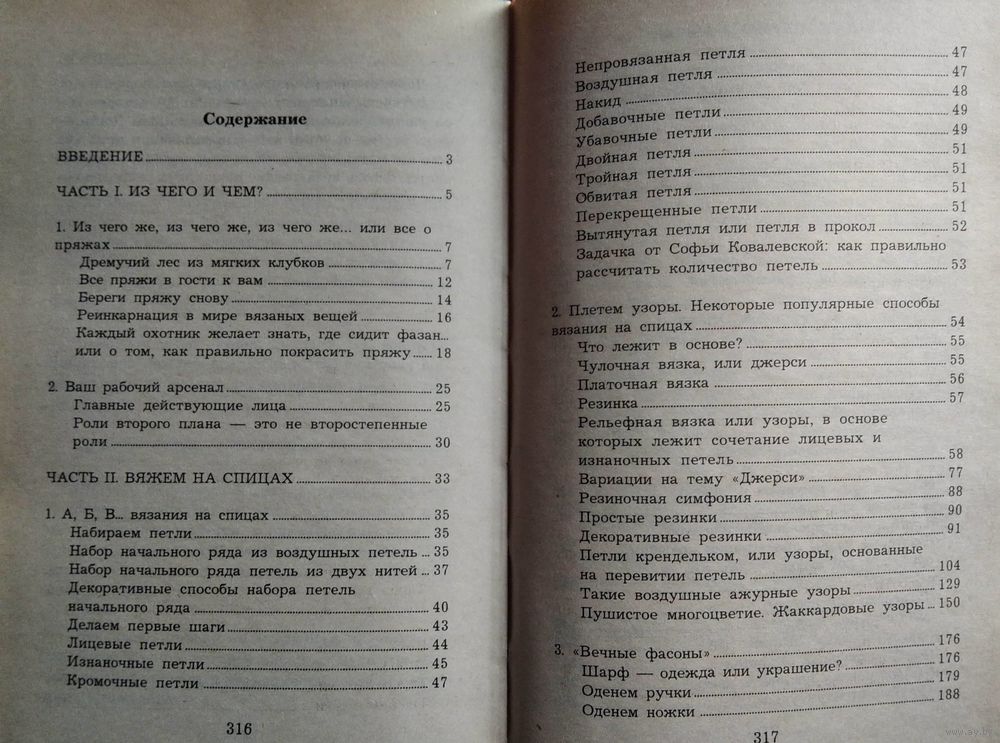 Содержание
ВВЕДЕНИЕ 3
ЧАСТЬ I. ИЗ ЧЕГО И ЧЕМ? 5
1. Из чего же, из чего же, из чего же... или все о
пряжах 7
Дремучий лес из мягких клубков 7
Все пряжи в гости к вам 12
Береги пряжу снову 14
Реинкарнация в мире вязаных вещей 16
Каждый охотник желает знать, где сидит фазан...
или о том, как правильно покрасить пряжу 18
2. Ваш рабочий арсенал 25
Главные действующие лица 25
Роли второго плана — это не второстепенные
роли 30
ЧАСТЬ II. ВЯЖЕМ НА СПИЦАХ 33
1. А, Б, В... вязания на спицах 35
Набираем петли 35
Набор начального ряда из воздушных петель 35
Набор начального ряда петель из двух нитей 37
Декоративные способы набора петель
начального ряда 40
Делаем первые шаги 43
Лицевые петли 44
Изнаночные петли 45
Кромочные петли 47
316
Непровязанная петля 47
Воздушная петля 47
Накид 48
Добавочные петли 49
Убавочные петли 49
Двойная петля 51
Тройная петля 51
Обвитая петля 51
Перекрещенные петли 51
Вытянутая петля или петля в прокол 52
Задачка от Софьи Ковалевской: как правильно
рассчитать количество петель 53
2. Плетем узоры. Некоторые популярные способы
вязания на спицах 54
Что лежит в основе? 55
Чулочная вязка, или джерси 55
Платочная вязка 56
Резинка 57
Рельефная вязка или узоры, в основе
которых лежит сочетание лицевых и
изнаночных петель 58
Вариации на тему «Джерси» 77
Резиночная симфония 88
Простые резинки 90
Декоративные резинки 91
Петли крендельком, или узоры, основанные
на перевитии петель 104
Такие воздушные ажурные узоры 129
Пушистое многоцветие. Жаккардовые узоры 150
3. «Вечные фасоны» 176
Шарф — одежда или украшение? 176
Оденем ручки 179
Оденем ножки 188
317
www.ay.by